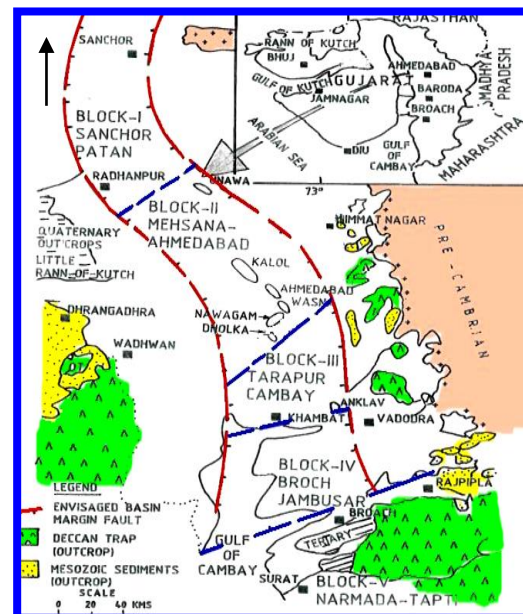 SANCHOR
BLOCK-I
SANCHOR
PATAN
RADHANPUR
RAJASTHAN
RANN OF KUTCH
BHUJ
GULF OF KUTCH
GUJARAT
JAMNAGAR
AHMEDABAD
BARODA
BROACH
DIU
GULF OF
CAMBAY
MADHYA
PRADESH
MAHARASHTRA
ARABIAN SEA
73°
UNAWA
BLOCK-II
MEHSANA-
AHMEDABAD
QUATERNARY
OUTCROPS
LITTLE
RANN-OF-KUTCH
HIMMAT NAGAR
PRE-CAMBRIAN
KALOL
AHMEDABAD
WASNA
NAWAGAM
DHOLKA
DHRANGADHRA
WADHWAN
DT
BLOCK-III
TARAPUR
CAMBAY
ANKLAV
KHAMBAT
VADODRA
BLOCK-IV
BROCH
JAMBUSAR
RAJPIPLA
BROACH
TERTIARY
GULF OF
CAMBAY
SURAT
BLOCK-V
NARMADA-TAPTI
LEGEND
ENVISAGED BASIN
MARGIN FAULT
DECCAN TRAP
(OUTCROP)
MESOZOIC SEDIMENTS
(OUTCROP)
SCALE
0 20 40 KMS